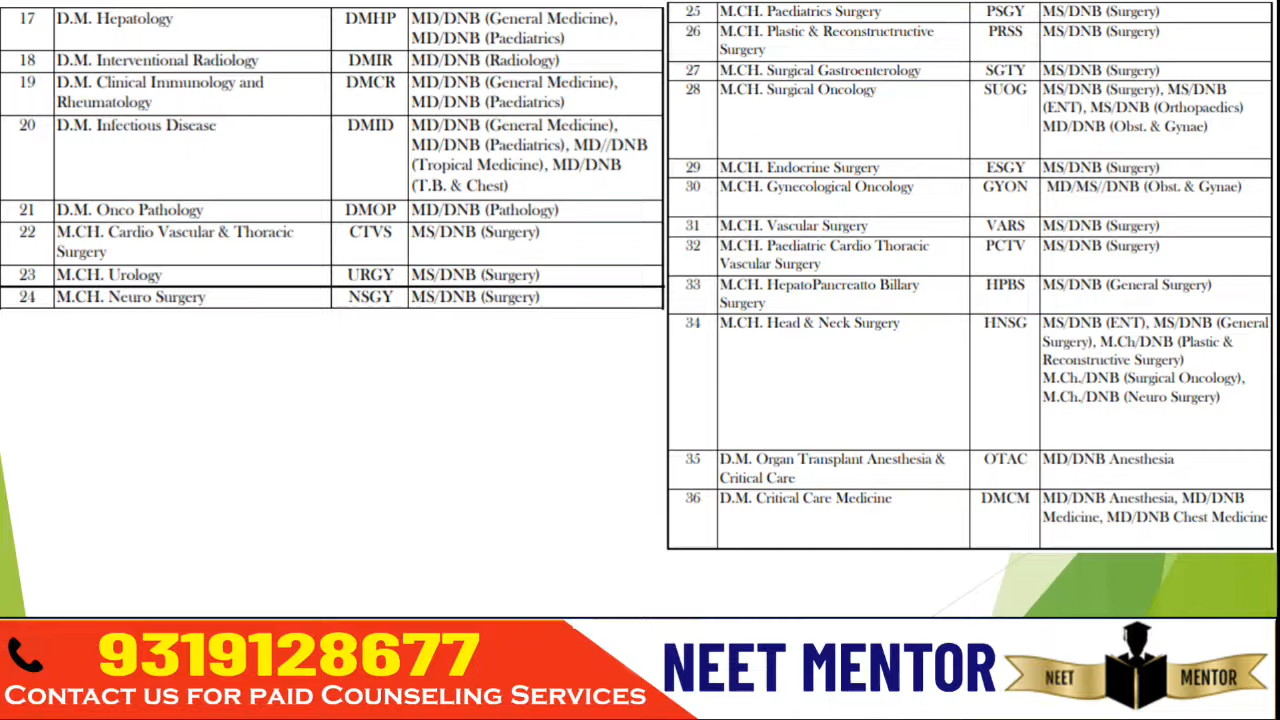 17 D.M. Hepatology DMHP MD/DNB (General Medicine),
MD/DNB (Paediatrics)
18 D.M. Interventional Radiology DMIR MD/DNB (Radiology)
19 D.M. Clinical Immunology and DMCR MD/DNB (General Medicine),
Rheumatology MD/DNB (Paediatrics)
20 D.M. Infectious Disease DMID MD/DNB (General Medicine),
MD/DNB (Paediatrics), MD//DNB
(Tropical Medicine), MD/DNB
(T.B. & Chest)
21 D.M. Onco Pathology DMOP MD/DNB (Pathology)
22 M.CH. Cardio Vascular & Thoracic CTVS MS/DNB (Surgery)
Surgery
23 M.CH. Urology URGY MS/DNB (Surgery)
24 M.CH. Neuro Surgery NSGY MS/DNB (Surgery)
25 M.CH. Paediatrics Surgery PSGY MS/DNB (Surgery)
26 M.CH. Plastic & Reconstructructive PRSS MS/DNB (Surgery)
Surgery
27 M.CH. Surgical Gastroenterology SGTY MS/DNB (Surgery)
28 M.CH. Surgical Oncology SUOG MS/DNB (Surgery), MS/DNB
(ENT), MS/DNB (Orthopaedics)
MD/DNB (Obst. & Gynae)
29 M.CH. Endocrine Surgery ESGY MS/DNB (Surgery)
30 M.CH. Gynecological Oncology GYON MD/MS//DNB (Obst. & Gynae)
31 M.CH. Vascular Surgery VARS MS/DNB (Surgery)
32 M.CH. Paediatric Cardio Thoracic PCTV MS/DNB (Surgery)
Vascular Surgery
33 M.CH. HepatoPancreatto Billary HPBS MS/DNB (General Surgery)
Surgery
34 M.CH. Head & Neck Surgery HNSG MS/DNB (ENT), MS/DNB (General
Surgery), M.Ch/DNB (Plastic &
Reconstructive Surgery)
M.Ch./DNB (Surgical Oncology),
M.Ch./DNB (Neuro Surgery)
35 D.M. Organ Transplant Anesthesia & OTAC MD/DNB Anesthesia
Critical Care
36 D.M. Critical Care Medicine DMCM MD/DNB Anesthesia, MD/DNB
Medicine, MD/DNB Chest Medicine
9319128677
CONTACT US FOR PAID COUNSELING SERVICES
NEET MENTOR
NEET MENTOR